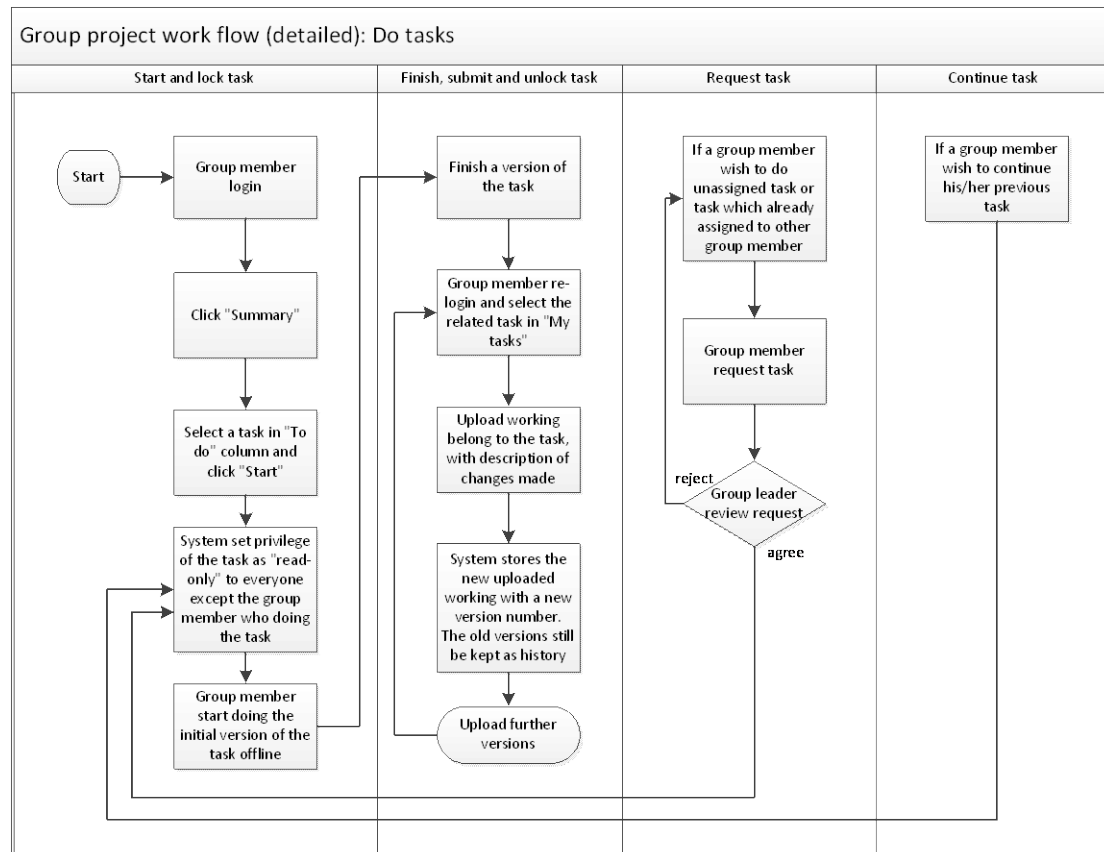 Group project work flow (detailed): Do tasks
Start and lock task
Finish, submit and unlock task
Request task
Continue task
Start
Group member
login
Click "Summary"
Select a task in "To
do" column and
click "Start"
System set privilege
of the task as "read-
only" to everyone
except the group
member who doing
the task
Group member
start doing the
initial version of the
task offline
Finish a version of
the task
Group member re-
login and select the
related task in "My
tasks"
Upload working
belong to the task,
with description of
changes made
System stores the
new uploaded
working with a new
version number.
The old versions still
be kept as history
Upload further
versions
If a group member
wish to do
unassigned task or
task which already
assigned to other
group member
Group member
request task
reject
Group leader
review request
agree
If a group member
wish to continue
his/her previous
task